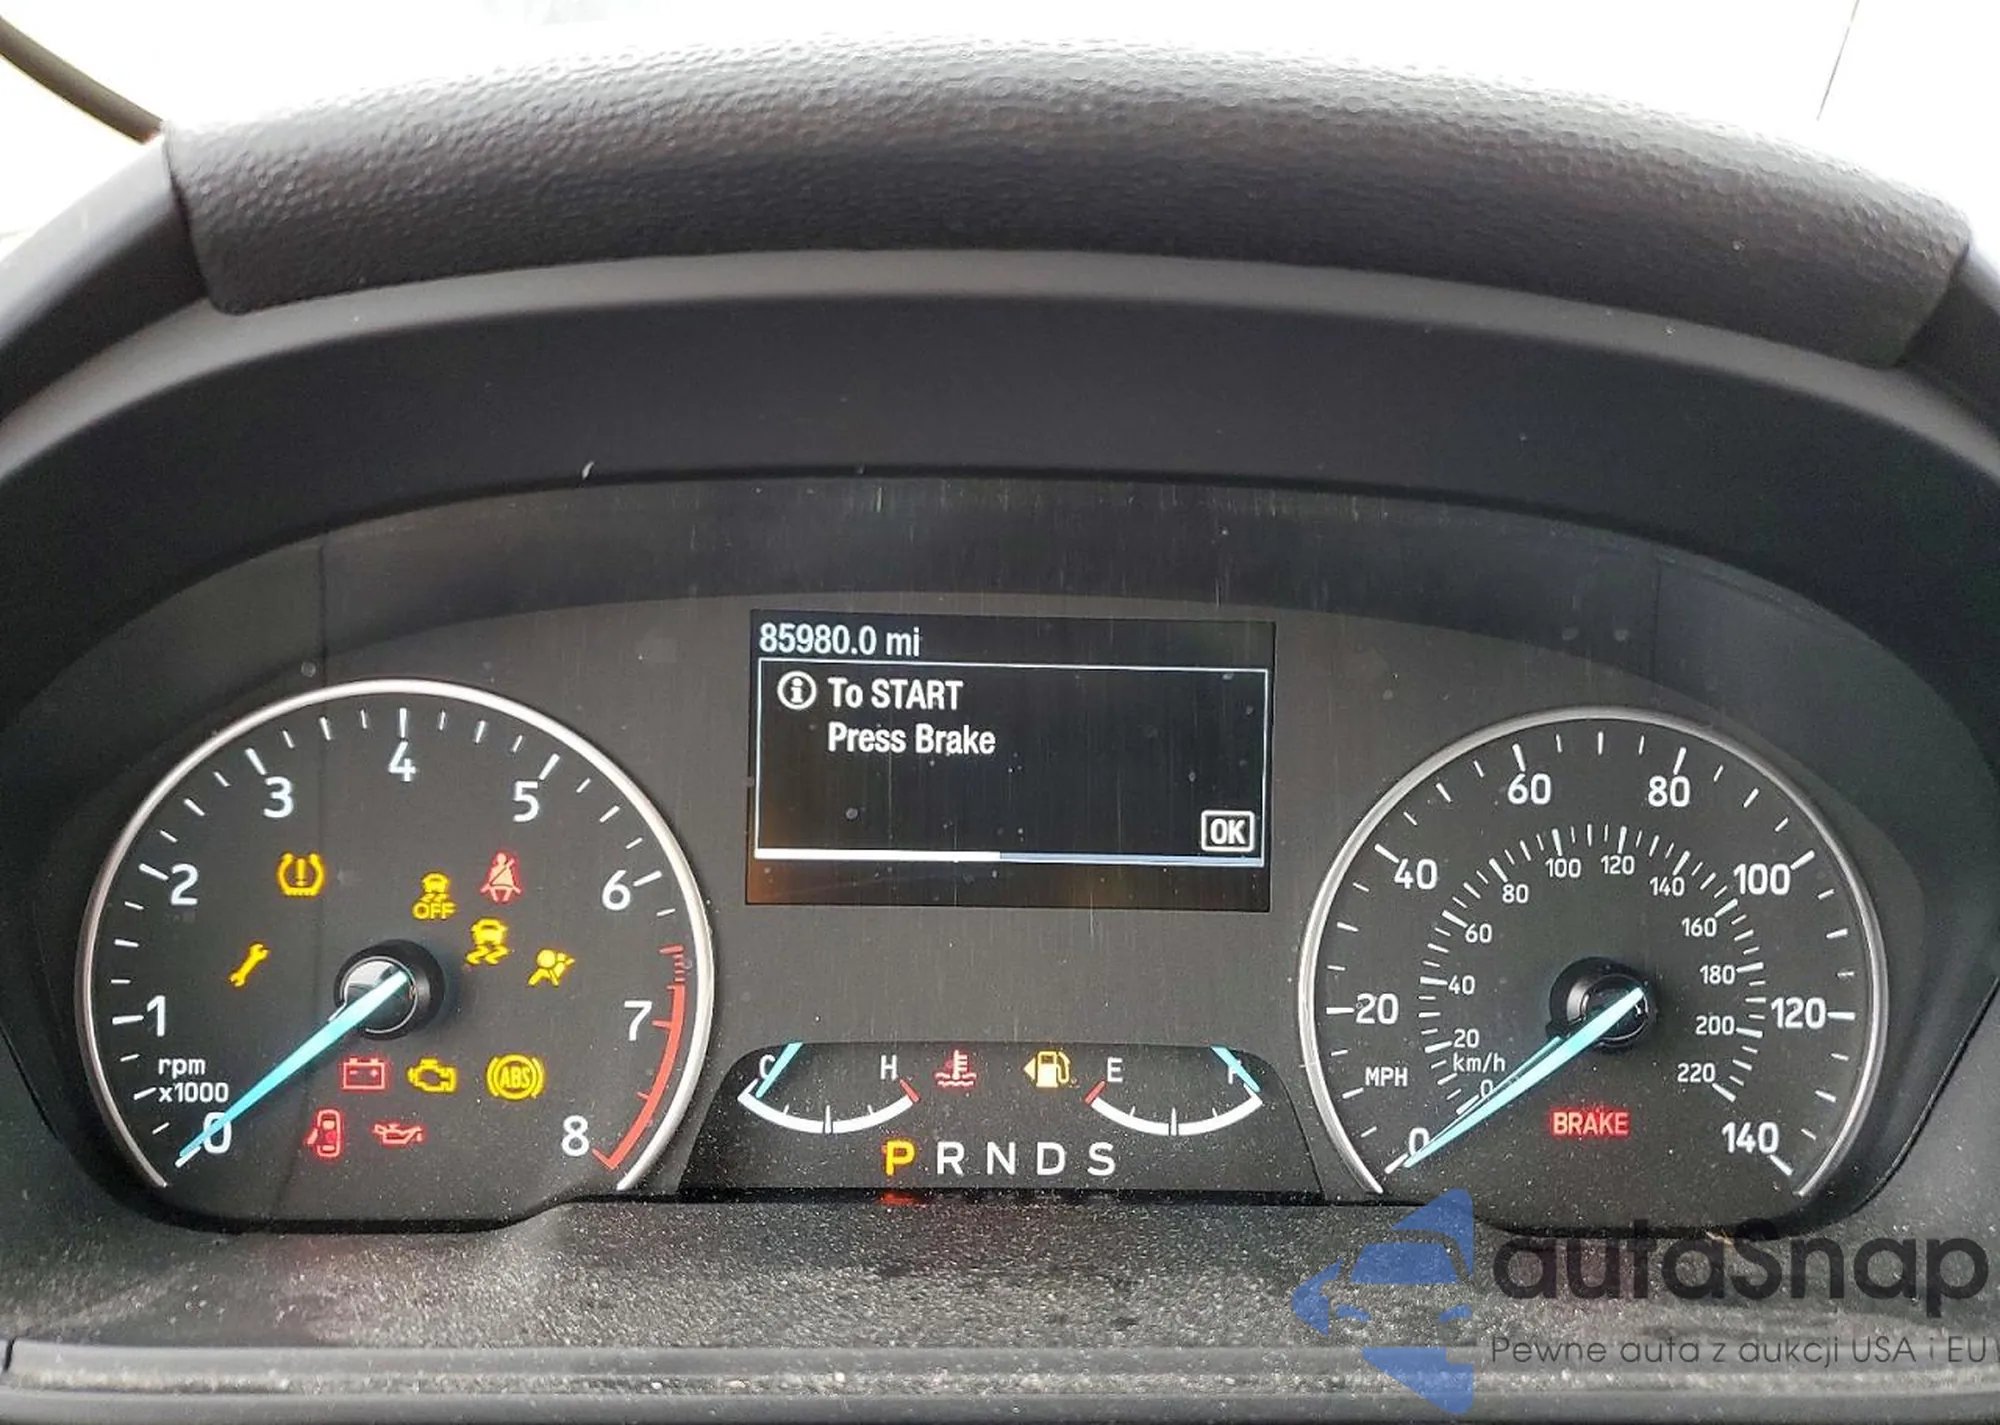 85980.0 mi
To START
Press Brake
OK
rpm
x1000
0 1 2 3 4 5 6 7 8
OFF
ABS
C H
E F
P R N D S
MPH
0 20 40 60 80 100 120 140
km/h
0 20 40 60 80 100 120 140 160 180 200 220
BRAKE
autaSnap
Pewne auta z aukcji USA i EU